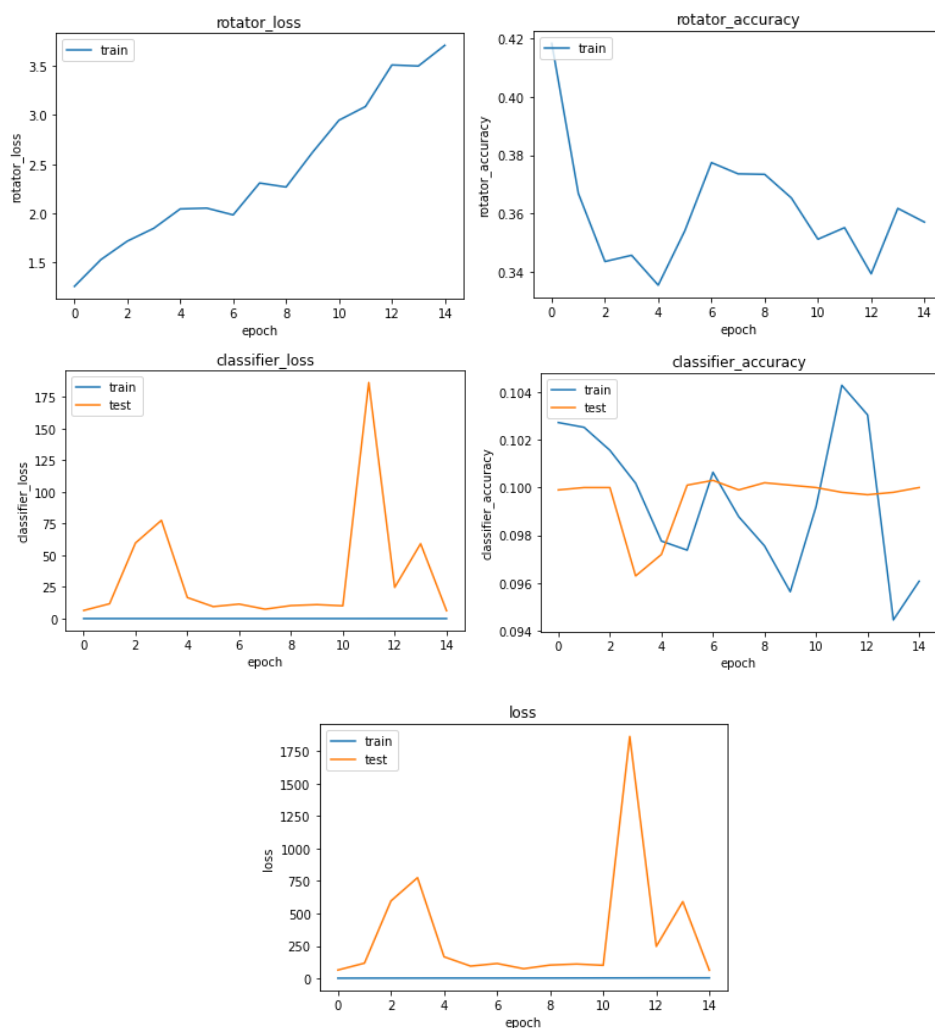 rotator_loss
train
rotator_loss
3.5
3.0
2.5
2.0
1.5
0 2 4 6 8 10 12 14
epoch
rotator_accuracy
train
rotator_accuracy
0.42
0.40
0.38
0.36
0.34
0 2 4 6 8 10 12 14
epoch
classifier_loss
train
test
classifier_loss
175
150
125
100
75
50
25
0
0 2 4 6 8 10 12 14
epoch
classifier_accuracy
train
test
classifier_accuracy
0.104
0.102
0.100
0.098
0.096
0.094
0 2 4 6 8 10 12 14
epoch
loss
train
test
loss
1750
1500
1250
1000
750
500
250
0
0 2 4 6 8 10 12 14
epoch